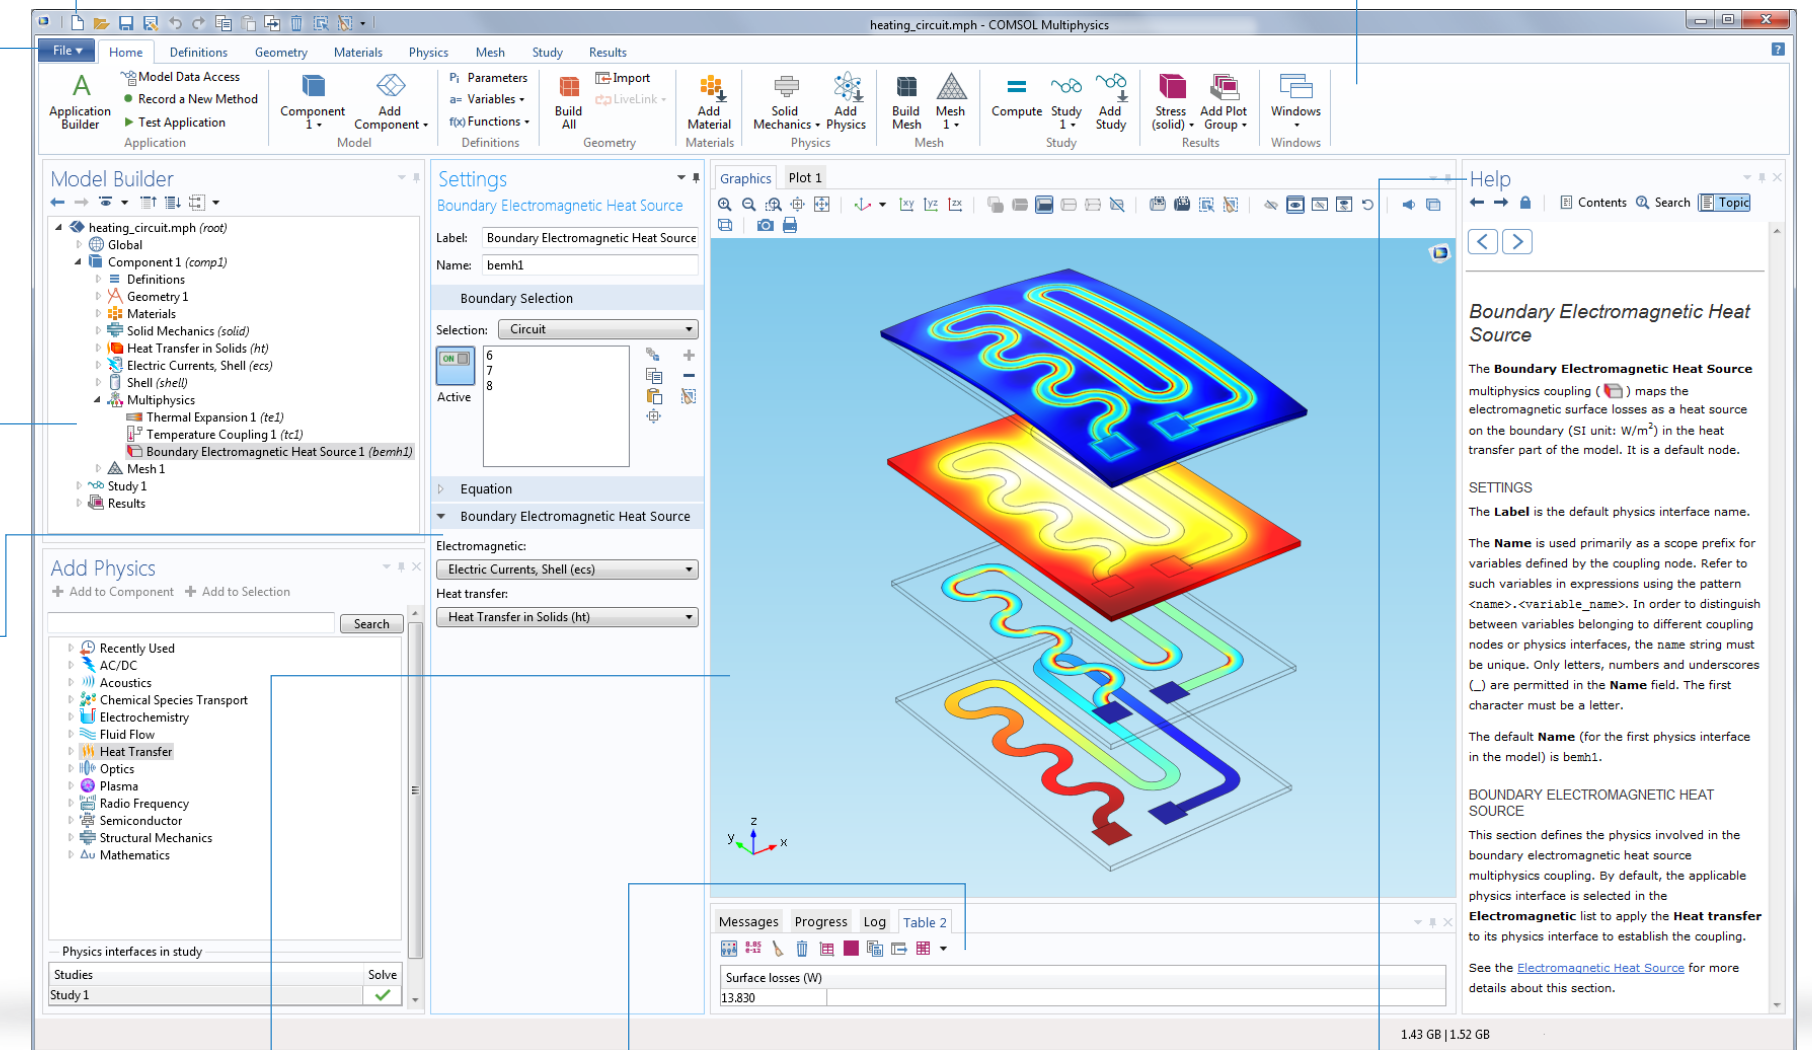 heating_circuit.mph - COMSOL Multiphysics
File Home Definitions Geometry Materials Physics Mesh Study Results
Application Builder
Model Data Access
Record a New Method
Test Application
Application
Component 1
Add Component
Model
Pi Parameters
a= Variables
f(x) Functions
Definitions
Build All
Import
LiveLink
Geometry
Add Material
Materials
Solid Mechanics
Add Physics
Physics
Build Mesh
Mesh 1
Mesh
Compute
Study 1
Add Study
Study
Stress (solid)
Add Plot Group
Results
Windows
Windows
Model Builder
heating_circuit.mph (root)
Global
Component 1 (comp1)
Definitions
Geometry 1
Materials
Solid Mechanics (solid)
Heat Transfer in Solids (ht)
Electric Currents, Shell (ecs)
Shell (shell)
Multiphysics
Thermal Expansion 1 (te1)
Temperature Coupling 1 (tc1)
Boundary Electromagnetic Heat Source 1 (bemh1)
Mesh 1
Study 1
Results
Add Physics
Add to Component Add to Selection
Search
Recently Used
AC/DC
Acoustics
Chemical Species Transport
Electrochemistry
Fluid Flow
Heat Transfer
Optics
Plasma
Radio Frequency
Semiconductor
Structural Mechanics
Δu Mathematics
Physics interfaces in study
Studies Solve
Study 1
Settings
Boundary Electromagnetic Heat Source
Label: Boundary Electromagnetic Heat Source
Name: bemh1
Boundary Selection
Selection: Circuit
ON
Active
6
7
8
Equation
Boundary Electromagnetic Heat Source
Electromagnetic:
Electric Currents, Shell (ecs)
Heat transfer:
Heat Transfer in Solids (ht)
Graphics Plot 1
xy yz zx
z
y
x
Messages Progress Log Table 2
8.85
e-12
Surface losses (W)
13.830
Help
Contents Search Topic
Boundary Electromagnetic Heat
Source
The Boundary Electromagnetic Heat Source
multiphysics coupling ( ) maps the
electromagnetic surface losses as a heat source
on the boundary (SI unit: W/m²) in the heat
transfer part of the model. It is a default node.
SETTINGS
The Label is the default physics interface name.
The Name is used primarily as a scope prefix for
variables defined by the coupling node. Refer to
such variables in expressions using the pattern
<name>.<variable_name>. In order to distinguish
between variables belonging to different coupling
nodes or physics interfaces, the name string must
be unique. Only letters, numbers and underscores
(_) are permitted in the Name field. The first
character must be a letter.
The default Name (for the first physics interface
in the model) is bemh1.
BOUNDARY ELECTROMAGNETIC HEAT
SOURCE
This section defines the physics involved in the
boundary electromagnetic heat source
multiphysics coupling. By default, the applicable
physics interface is selected in the
Electromagnetic list to apply the Heat transfer
to its physics interface to establish the coupling.
See the Electromagnetic Heat Source for more
details about this section.
1.43 GB | 1.52 GB